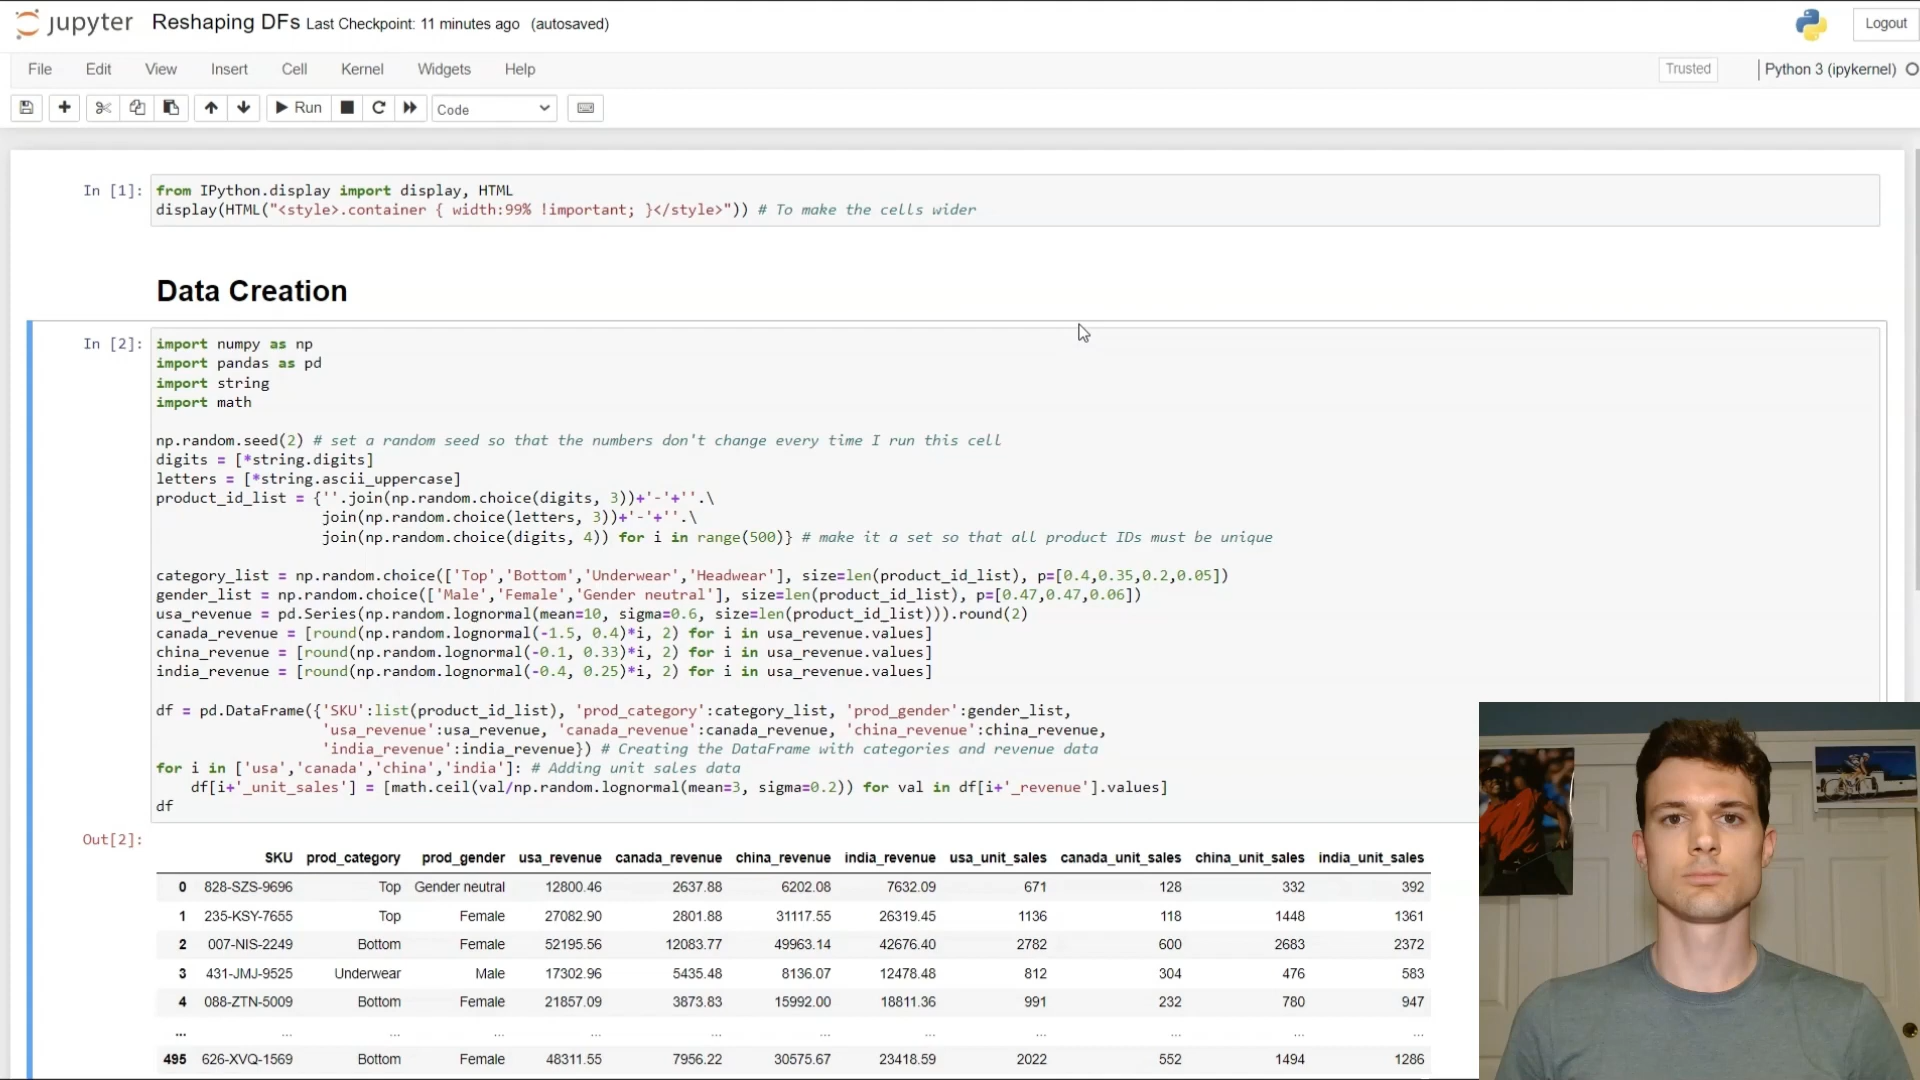 jupyter Reshaping DFs Last Checkpoint: 11 minutes ago (autosaved) Logout
File Edit View Insert Cell Kernel Widgets Help Trusted Python 3 (ipykernel)
Run Code
In [1]: from IPython.display import display, HTML
display(HTML("<style>.container { width:99% !important; }</style>")) # To make the cells wider
Data Creation
In [2]: import numpy as np
import pandas as pd
import string
import math
np.random.seed(2) # set a random seed so that the numbers don't change every time I run this cell
digits = [*string.digits]
letters = [*string.ascii_uppercase]
product_id_list = {''.join(np.random.choice(digits, 3))+'-'+''.\
join(np.random.choice(letters, 3))+'-'+''.\
join(np.random.choice(digits, 4)) for i in range(500)} # make it a set so that all product IDs must be unique
category_list = np.random.choice(['Top','Bottom','Underwear','Headwear'], size=len(product_id_list), p=[0.4,0.35,0.2,0.05])
gender_list = np.random.choice(['Male','Female','Gender neutral'], size=len(product_id_list), p=[0.47,0.47,0.06])
usa_revenue = pd.Series(np.random.lognormal(mean=10, sigma=0.6, size=len(product_id_list))).round(2)
canada_revenue = [round(np.random.lognormal(-1.5, 0.4)*i, 2) for i in usa_revenue.values]
china_revenue = [round(np.random.lognormal(-0.1, 0.33)*i, 2) for i in usa_revenue.values]
india_revenue = [round(np.random.lognormal(-0.4, 0.25)*i, 2) for i in usa_revenue.values]
df = pd.DataFrame({'SKU':list(product_id_list), 'prod_category':category_list, 'prod_gender':gender_list,
'usa_revenue':usa_revenue, 'canada_revenue':canada_revenue, 'china_revenue':china_revenue,
'india_revenue':india_revenue}) # Creating the DataFrame with categories and revenue data
for i in ['usa','canada','china','india']: # Adding unit sales data
df[i+'_unit_sales'] = [math.ceil(val/np.random.lognormal(mean=3, sigma=0.2)) for val in df[i+'_revenue'].values]
df
Out[2]:
SKU prod_category prod_gender usa_revenue canada_revenue china_revenue india_revenue usa_unit_sales canada_unit_sales china_unit_sales india_unit_sales
0 828-SZS-9696 Top Gender neutral 12800.46 2637.88 6202.08 7632.09 671 128 332 392
1 235-KSY-7655 Top Female 27082.90 2801.88 31117.55 26319.45 1136 118 1448 1361
2 007-NIS-2249 Bottom Female 52195.56 12083.77 49963.14 42676.40 2782 600 2683 2372
3 431-JMJ-9525 Underwear Male 17302.96 5435.48 8136.07 12478.48 812 304 476 583
4 088-ZTN-5009 Bottom Female 21857.09 3873.83 15992.00 18811.36 991 232 780 947
... ... ... ... ... ... ... ... ... ... ... ...
495 626-XVQ-1569 Bottom Female 48311.55 7956.22 30575.67 23418.59 2022 552 1494 1286